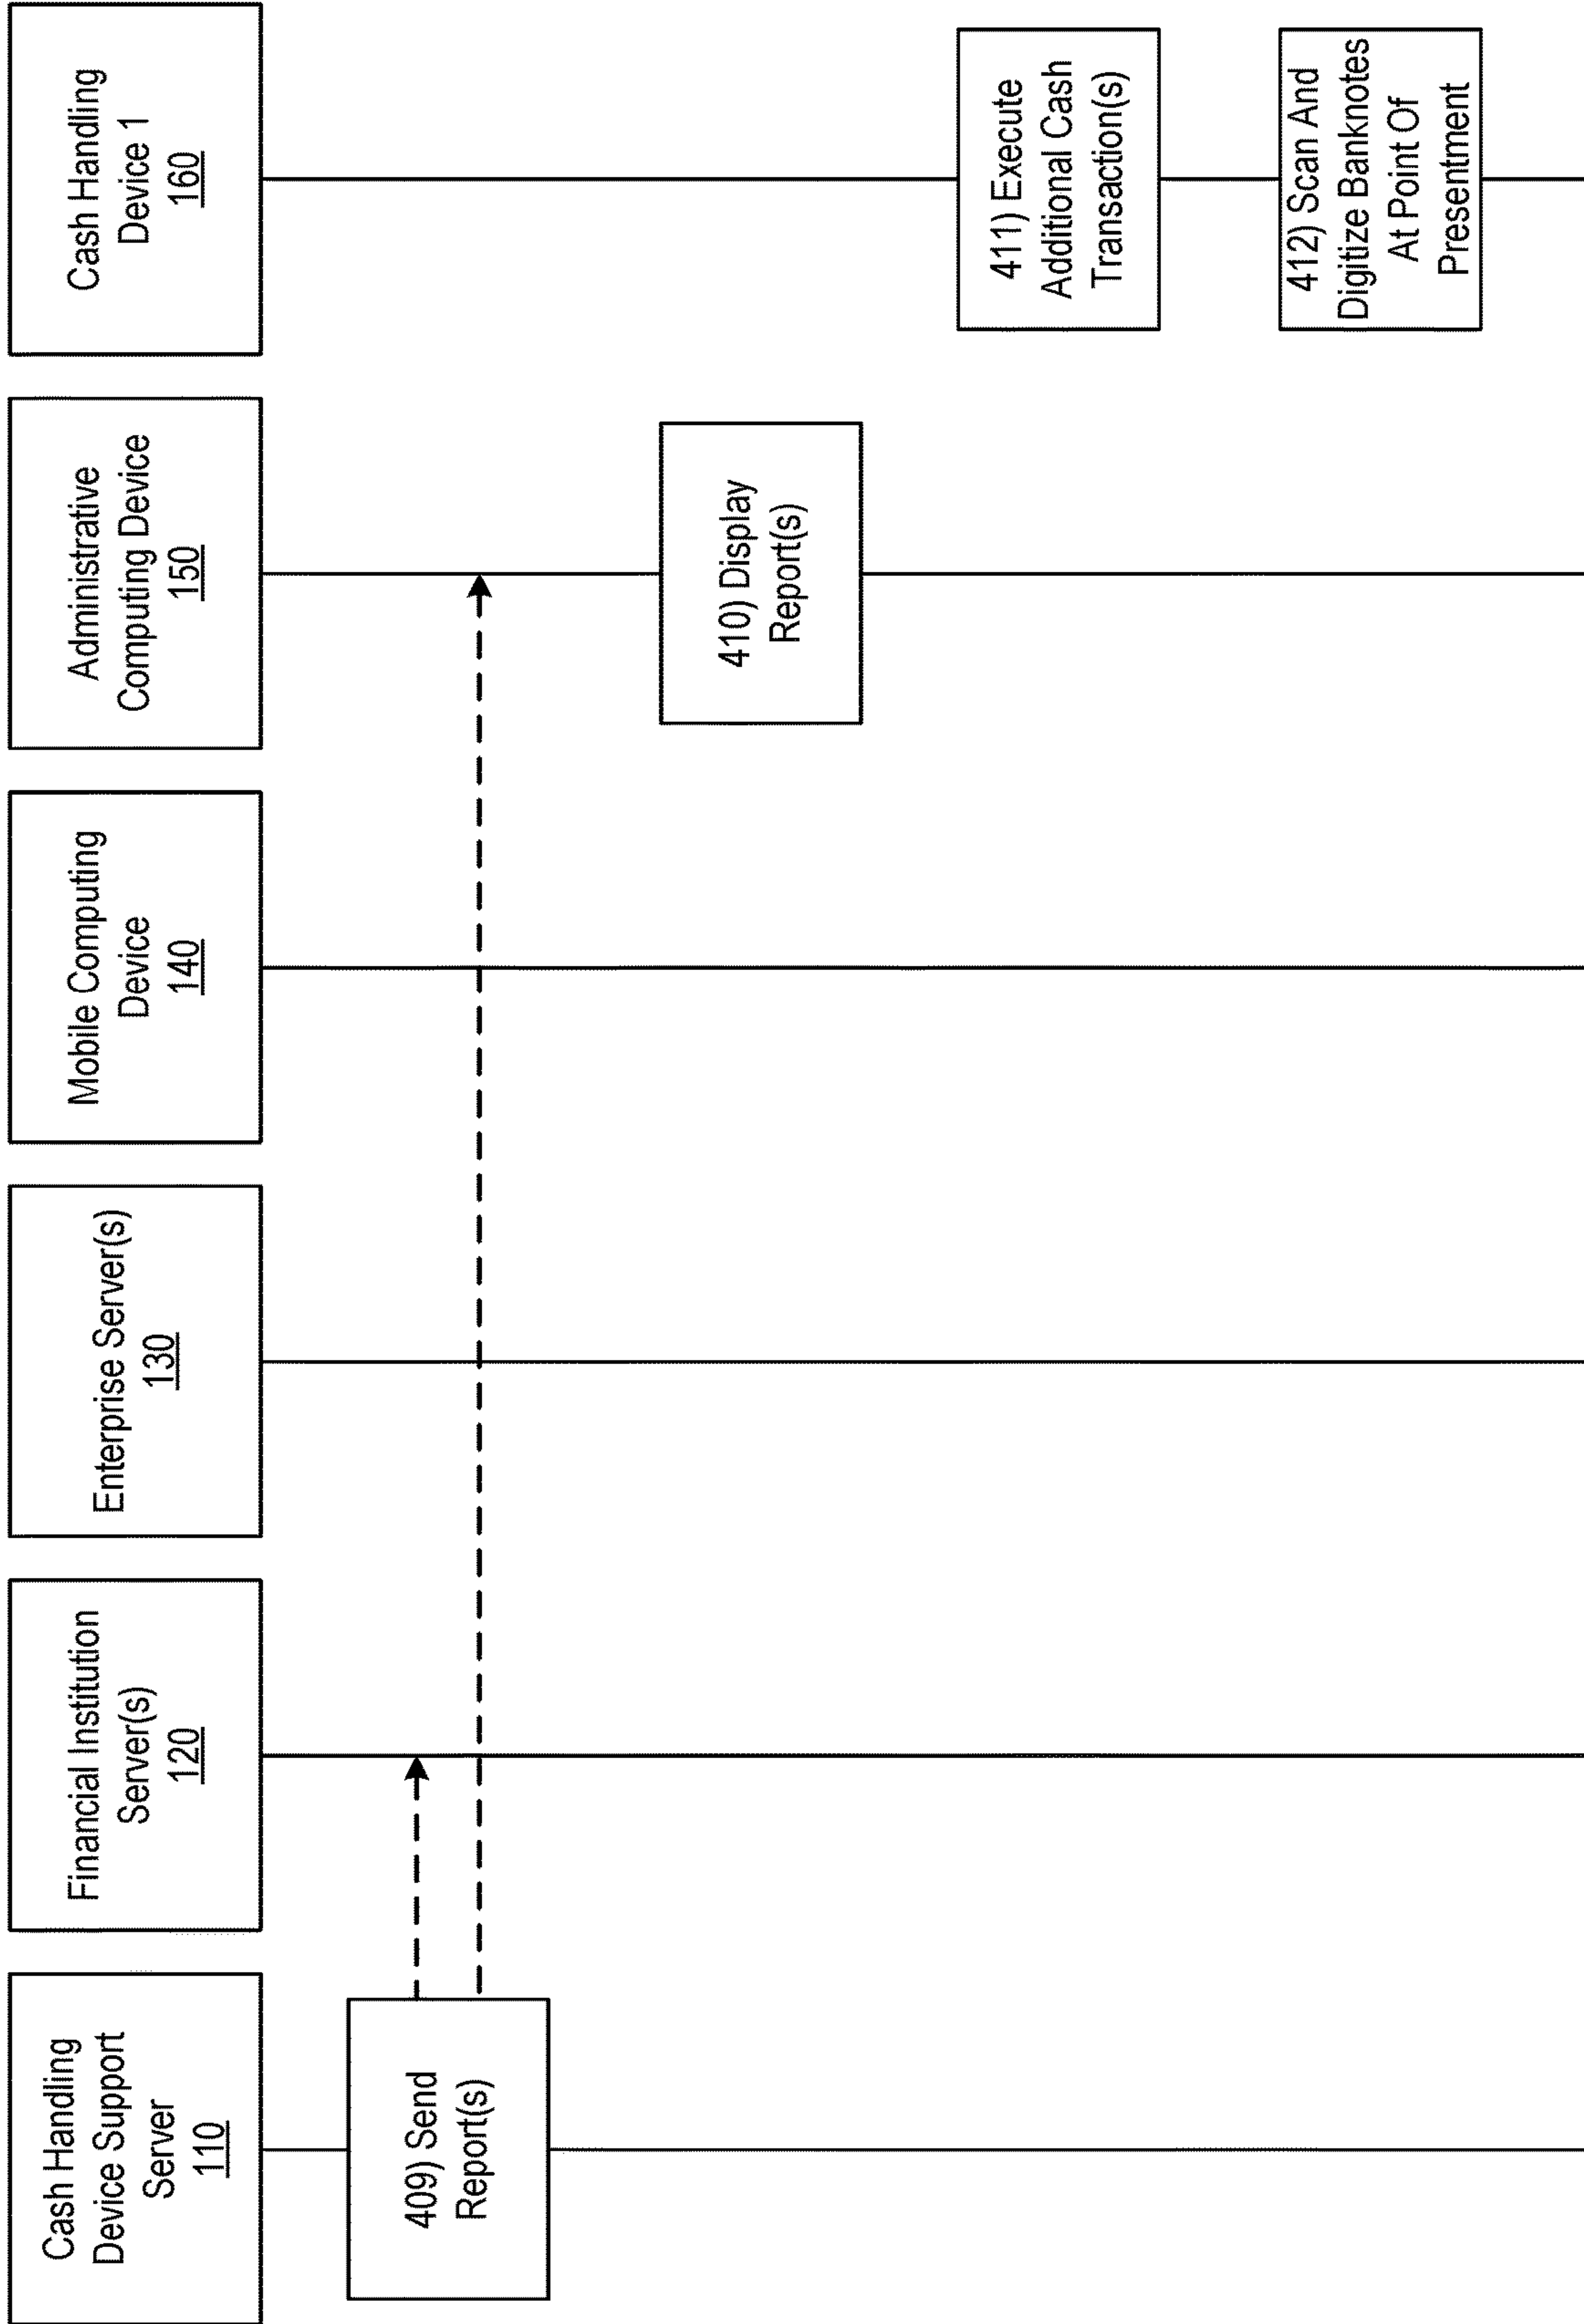 Cash Handling
Device Support
Server
110
Financial Institution
Server(s)
120
Enterprise Server(s)
130
Mobile Computing
Device
140
Administrative
Computing Device
150
Cash Handling
Device 1
160
409) Send
Report(s)
410) Display
Report(s)
411) Execute
Additional Cash
Transaction(s)
412) Scan And
Digitize Banknotes
At Point Of
Presentment